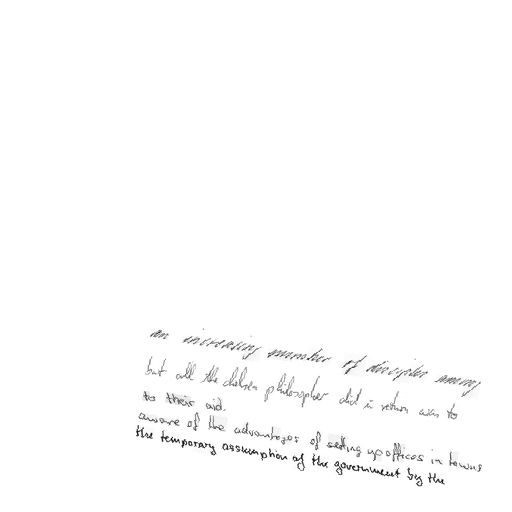 an increasing number of disciples among
but all the chelsea philosopher did in return was to
to their aid.
aware of the advantages of setting up offices in towns
the temporary assumption of the government by the